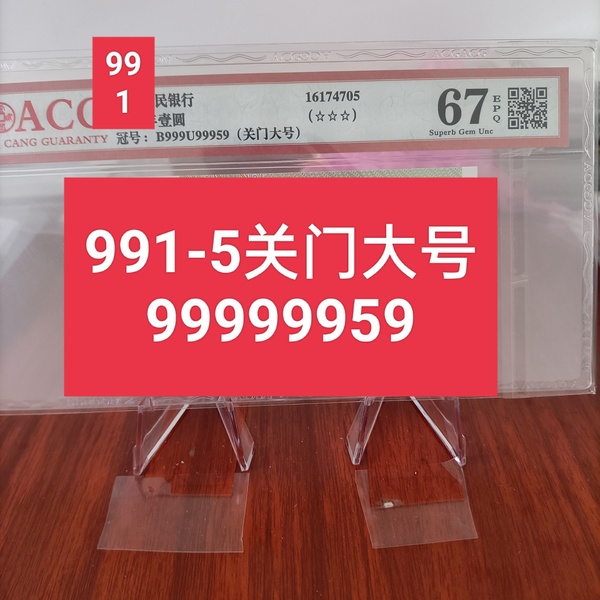 99
1
ACC
民银行
16174705
67
EPQ
壹圆
(☆☆☆)
Superb Gem Unc
CANG GUARANTY
冠号：B999U99959（关门大号）
991-5关门大号
99999959